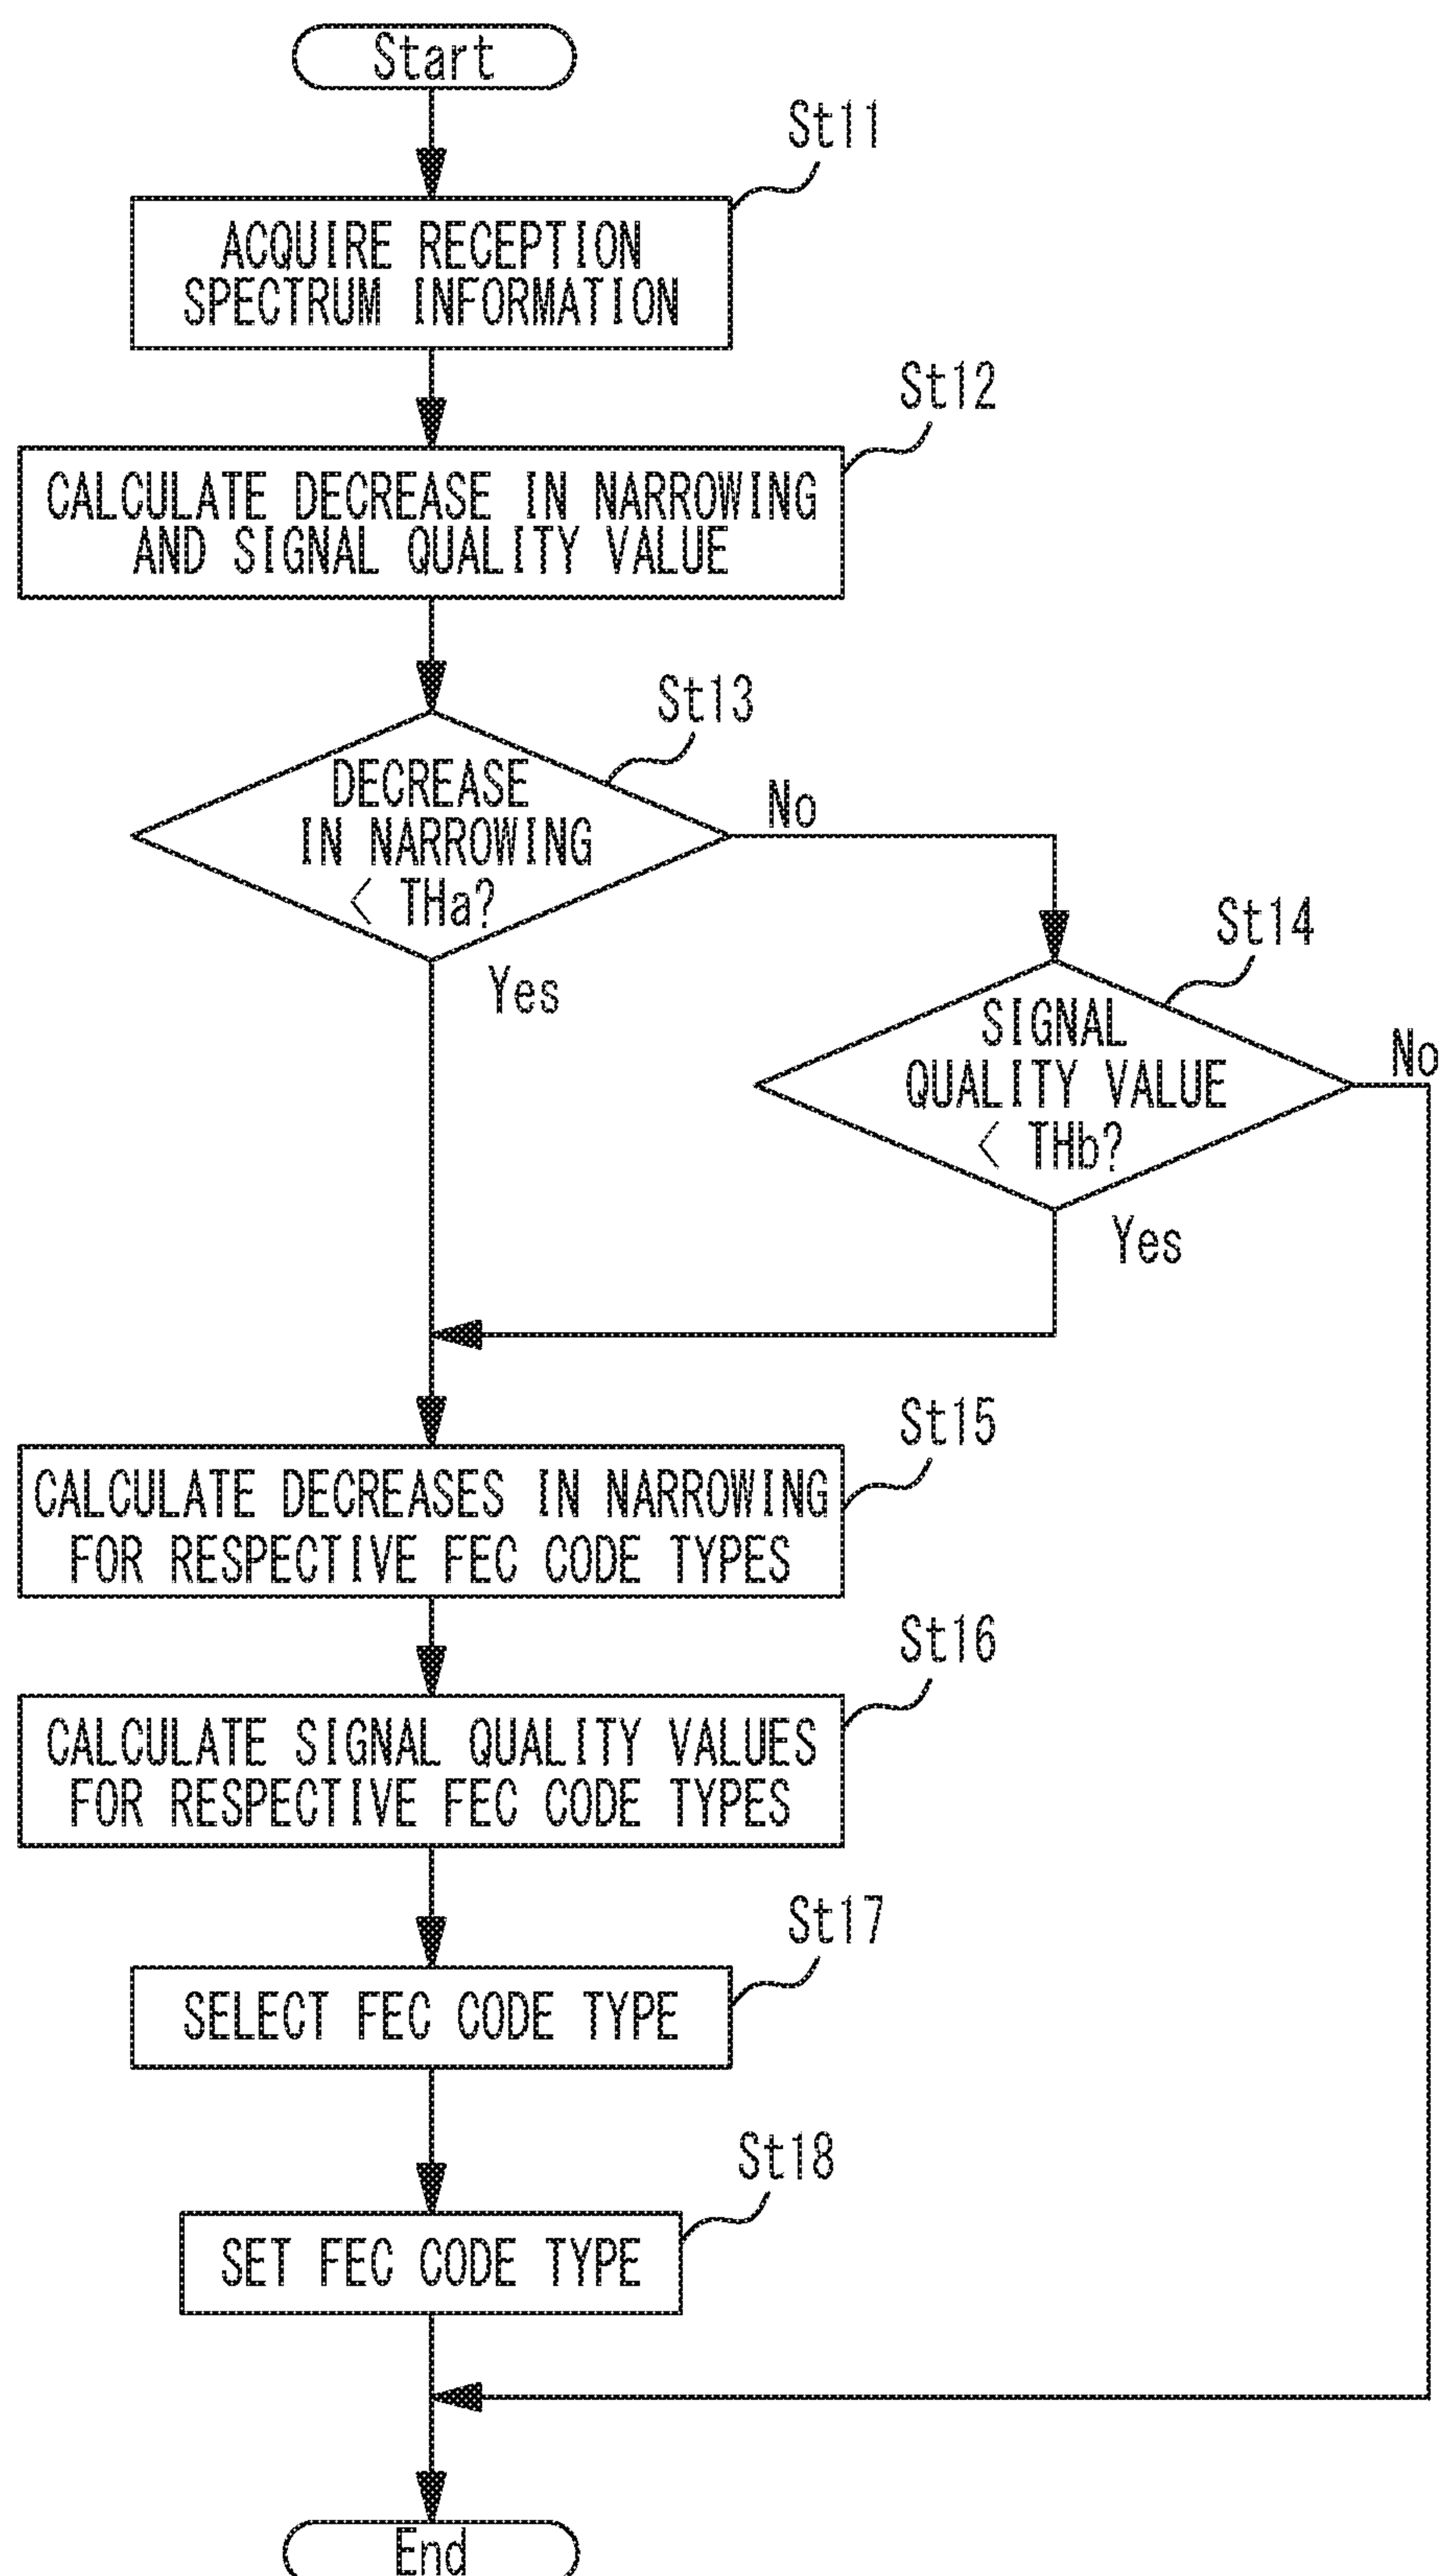 Start
St11
ACQUIRE RECEPTION
SPECTRUM INFORMATION
St12
CALCULATE DECREASE IN NARROWING
AND SIGNAL QUALITY VALUE
St13
DECREASE
IN NARROWING
< THa?
No
Yes
St14
SIGNAL
QUALITY VALUE
< THb?
No
Yes
St15
CALCULATE DECREASES IN NARROWING
FOR RESPECTIVE FEC CODE TYPES
St16
CALCULATE SIGNAL QUALITY VALUES
FOR RESPECTIVE FEC CODE TYPES
St17
SELECT FEC CODE TYPE
St18
SET FEC CODE TYPE
End